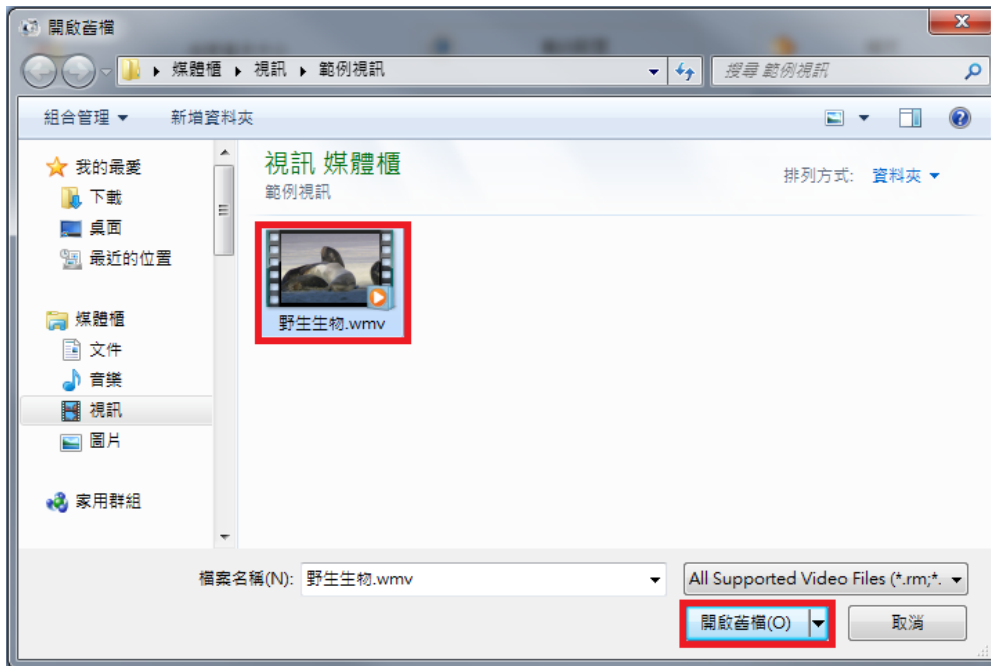 開啟舊檔
媒體櫃 ▸ 視訊 ▸ 範例視訊
搜尋 範例視訊
組合管理 新增資料夾
我的最愛
下載
桌面
最近的位置
媒體櫃
文件
音樂
視訊
圖片
家用群組
視訊 媒體櫃
範例視訊
排列方式: 資料夾
野生生物.wmv
檔案名稱(N): 野生生物.wmv
All Supported Video Files (*.rm;*.
開啟舊檔(O) 取消